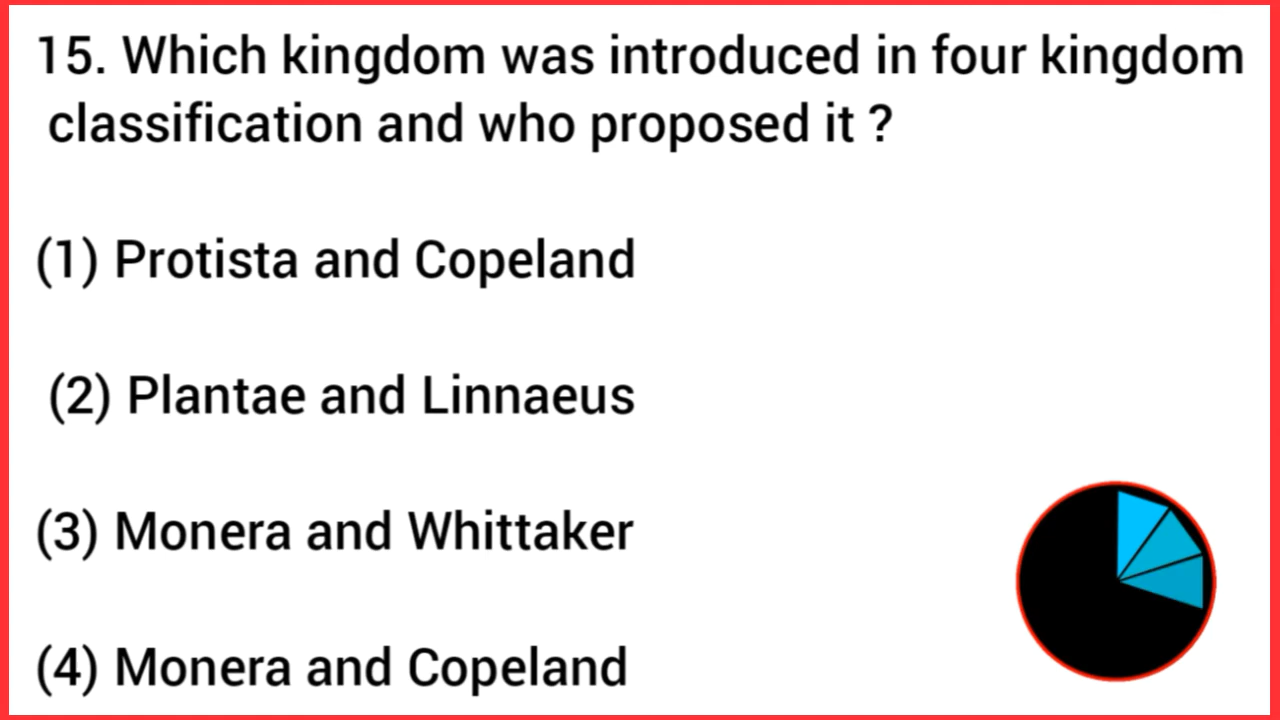 15. Which kingdom was introduced in four kingdom
classification and who proposed it ?
(1) Protista and Copeland
(2) Plantae and Linnaeus
(3) Monera and Whittaker
(4) Monera and Copeland